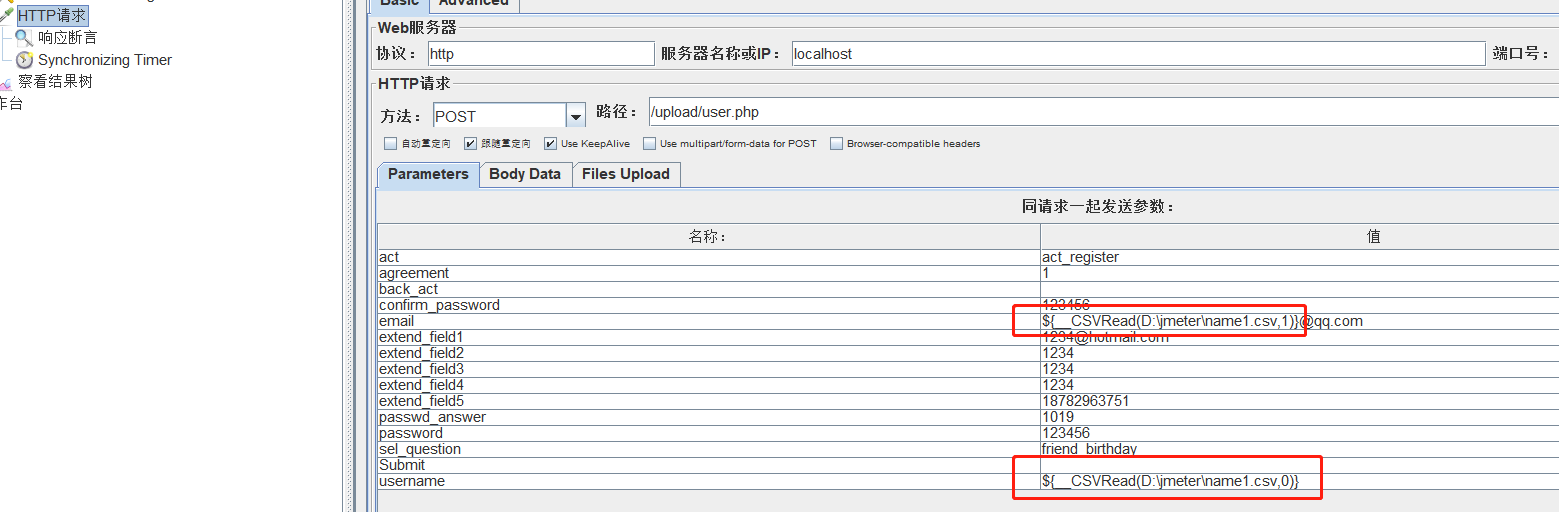 HTTP请求
响应断言
Synchronizing Timer
察看结果树
作台
Basic Advanced
Web服务器
协议： http 服务器名称或IP： localhost 端口号：
HTTP请求
方法： POST 路径： /upload/user.php
自动重定向 跟随重定向 Use KeepAlive Use multipart/form-data for POST Browser-compatible headers
Parameters Body Data Files Upload
同请求一起发送参数：
名称： 值
act act_register
agreement 1
back_act
confirm_password 123456
email ${__CSVRead(D:\jmeter\name1.csv,1)}@qq.com
extend_field1 1234@hotmail.com
extend_field2 1234
extend_field3 1234
extend_field4 1234
extend_field5 18782963751
passwd_answer 1019
password 123456
sel_question friend_birthday
Submit
username ${__CSVRead(D:\jmeter\name1.csv,0)}